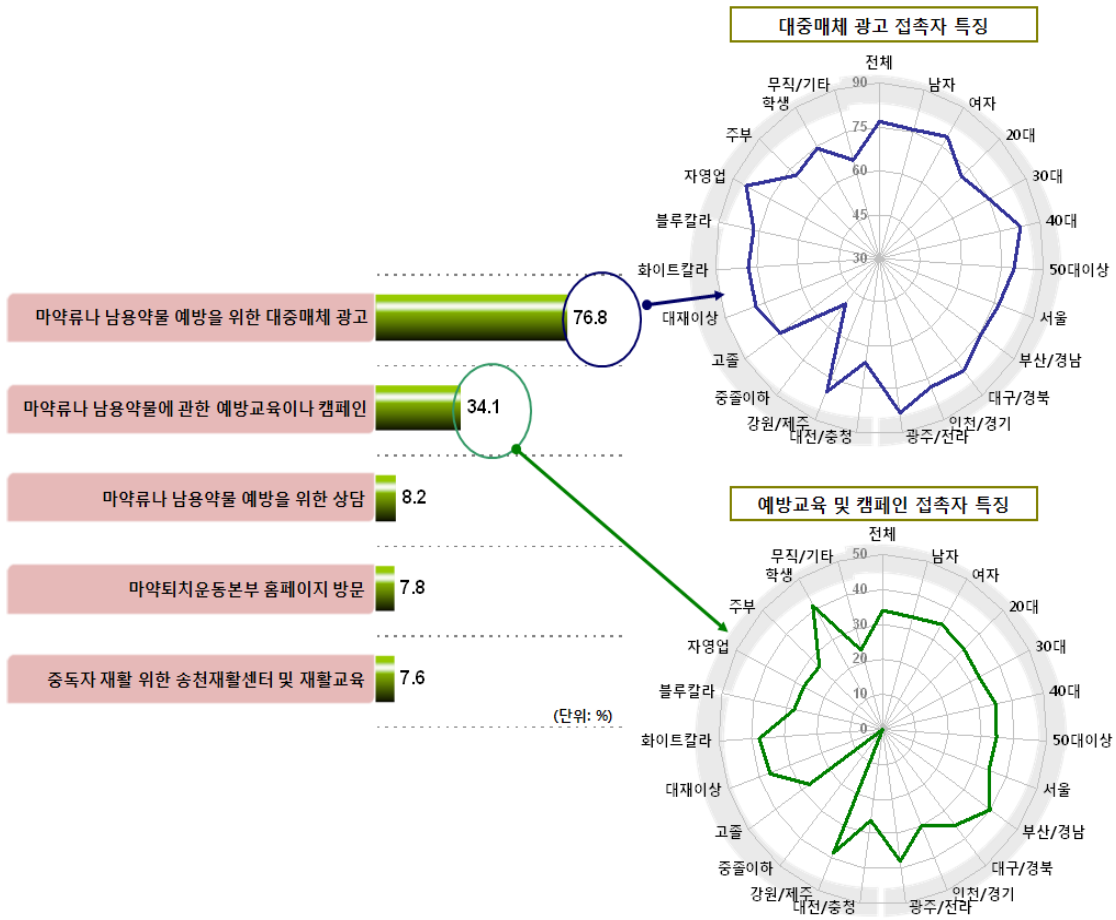 대중매체 광고 접촉자 특징
전체
남자
여자
20대
30대
40대
50대이상
서울
부산/경남
대구/경북
인천/경기
광주/전라
대전/충청
강원/제주
중졸이하
고졸
대재이상
화이트칼라
블루칼라
자영업
주부
학생
무직/기타
90
75
60
45
30
마약류나 남용약물 예방을 위한 대중매체 광고
76.8
마약류나 남용약물에 관한 예방교육이나 캠페인
34.1
마약류나 남용약물 예방을 위한 상담
8.2
마약퇴치운동본부 홈페이지 방문
7.8
중독자 재활 위한 송천재활센터 및 재활교육
7.6
(단위: %)
예방교육 및 캠페인 접촉자 특징
전체
남자
여자
20대
30대
40대
50대이상
서울
부산/경남
대구/경북
인천/경기
광주/전라
대전/충청
강원/제주
중졸이하
고졸
대재이상
화이트칼라
블루칼라
자영업
주부
학생
무직/기타
50
40
30
20
10
0